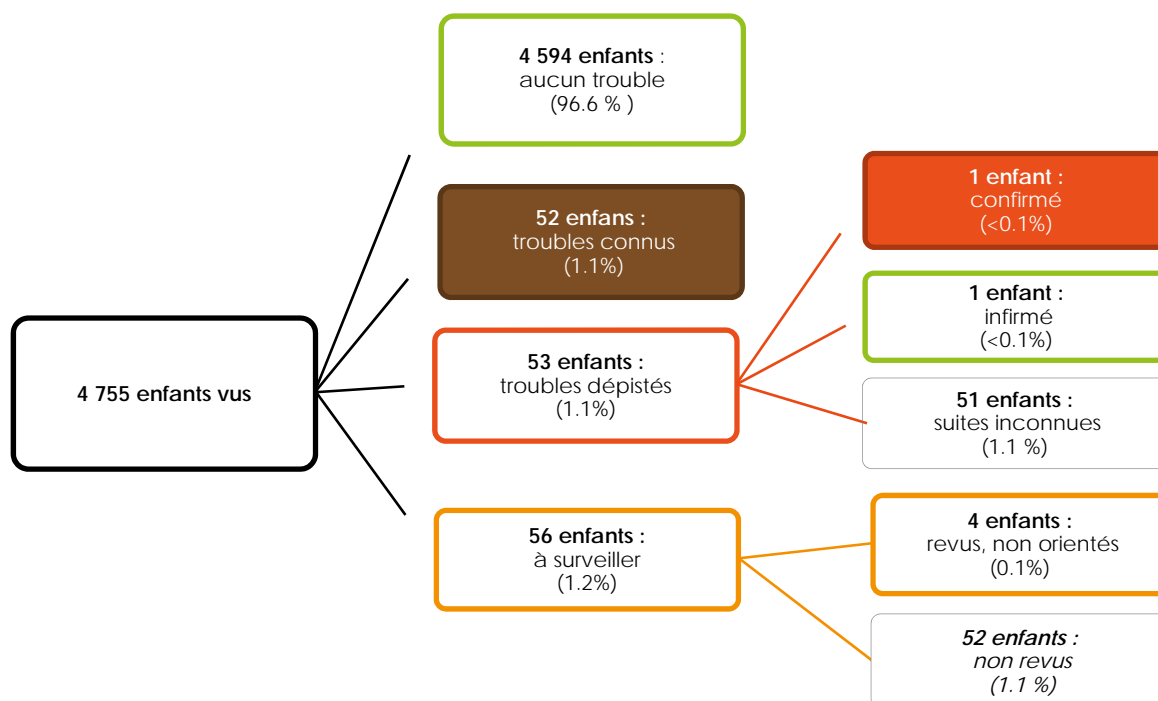 4 755 enfants vus
4 594 enfants :
aucun trouble
(96.6 % )
52 enfans :
troubles connus
(1.1%)
53 enfants :
troubles dépistés
(1.1%)
56 enfants :
à surveiller
(1.2%)
1 enfant :
confirmé
(<0.1%)
1 enfant :
infirmé
(<0.1%)
51 enfants :
suites inconnues
(1.1 %)
4 enfants :
revus, non orientés
(0.1%)
52 enfants :
non revus
(1.1 %)